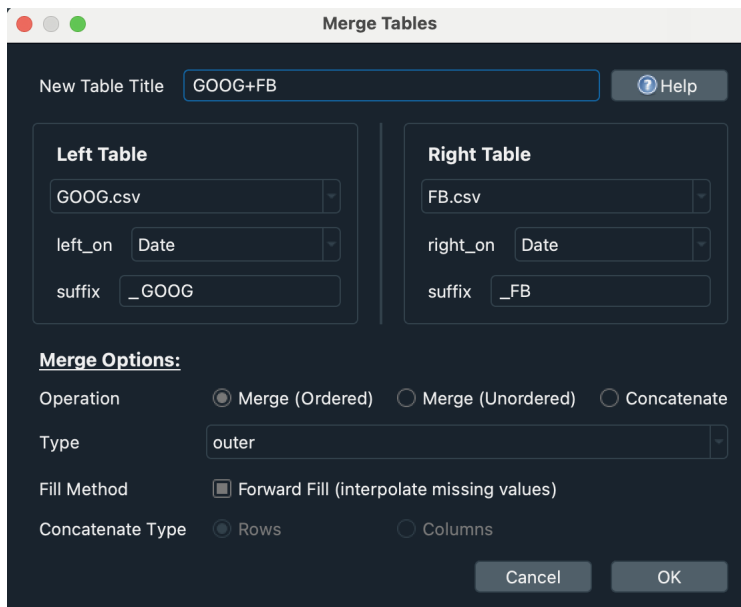 Merge Tables
New Table Title GOOG+FB Help
Left Table
GOOG.csv
left_on Date
suffix _GOOG
Right Table
FB.csv
right_on Date
suffix _FB
Merge Options:
Operation Merge (Ordered) Merge (Unordered) Concatenate
Type outer
Fill Method Forward Fill (interpolate missing values)
Concatenate Type Rows Columns
Cancel OK